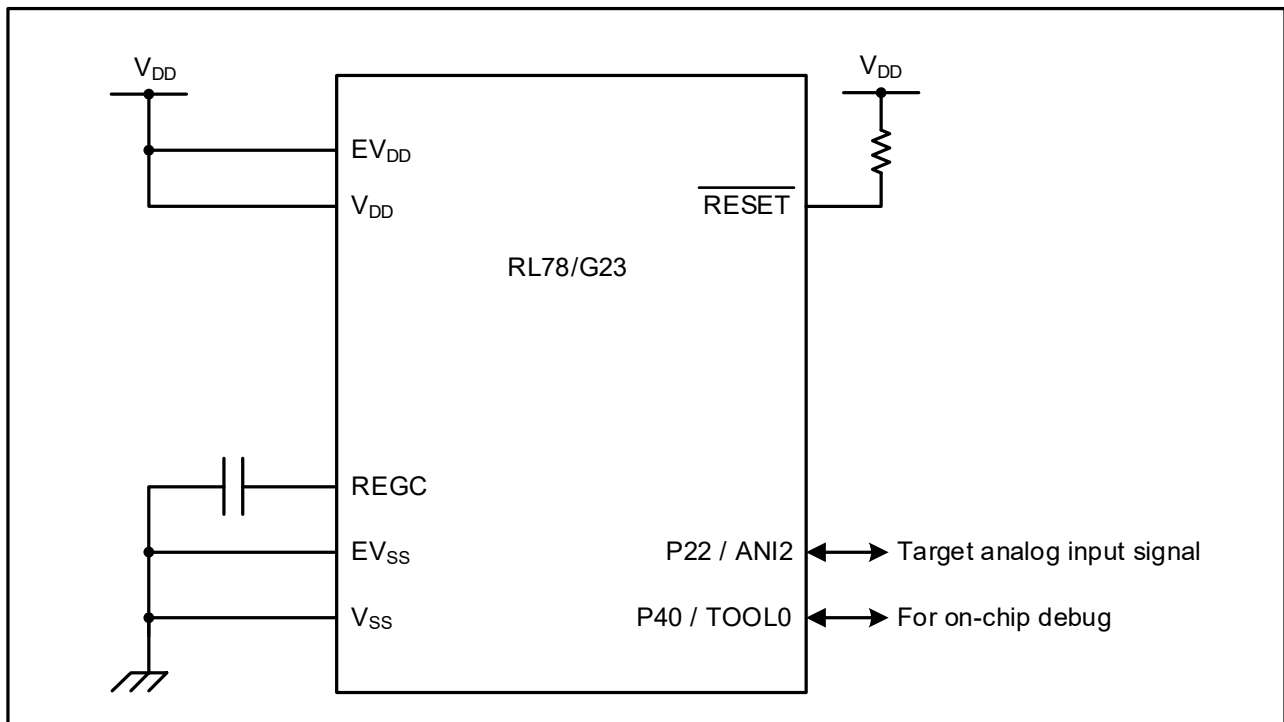 VDD
VDD
EVDD
VDD
RESET
RL78/G23
REGC
EVSS
P22 / ANI2
Target analog input signal
VSS
P40 / TOOL0
For on-chip debug